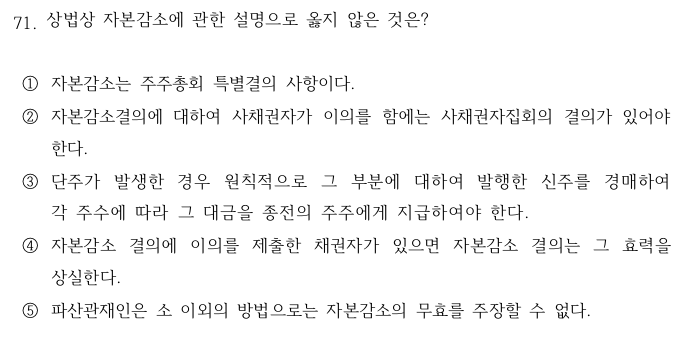 71. 상법상 자본감소에 관한 설명으로 옳지 않은 것은?
① 자본감소는 주주총회 특별결의 사항이다.
② 자본감소결의에 대하여 사채권자가 이의를 함에는 사채권자집회의 결의가 있어야
한다.
③ 단주가 발생한 경우 원칙적으로 그 부분에 대하여 발행한 신주를 경매하여
각 주수에 따라 그 대금을 종전의 주주에게 지급하여야 한다.
④ 자본감소 결의에 이의를 제출한 채권자가 있으면 자본감소 결의는 그 효력을
상실한다.
⑤ 파산관재인은 소 이외의 방법으로는 자본감소의 무효를 주장할 수 없다.